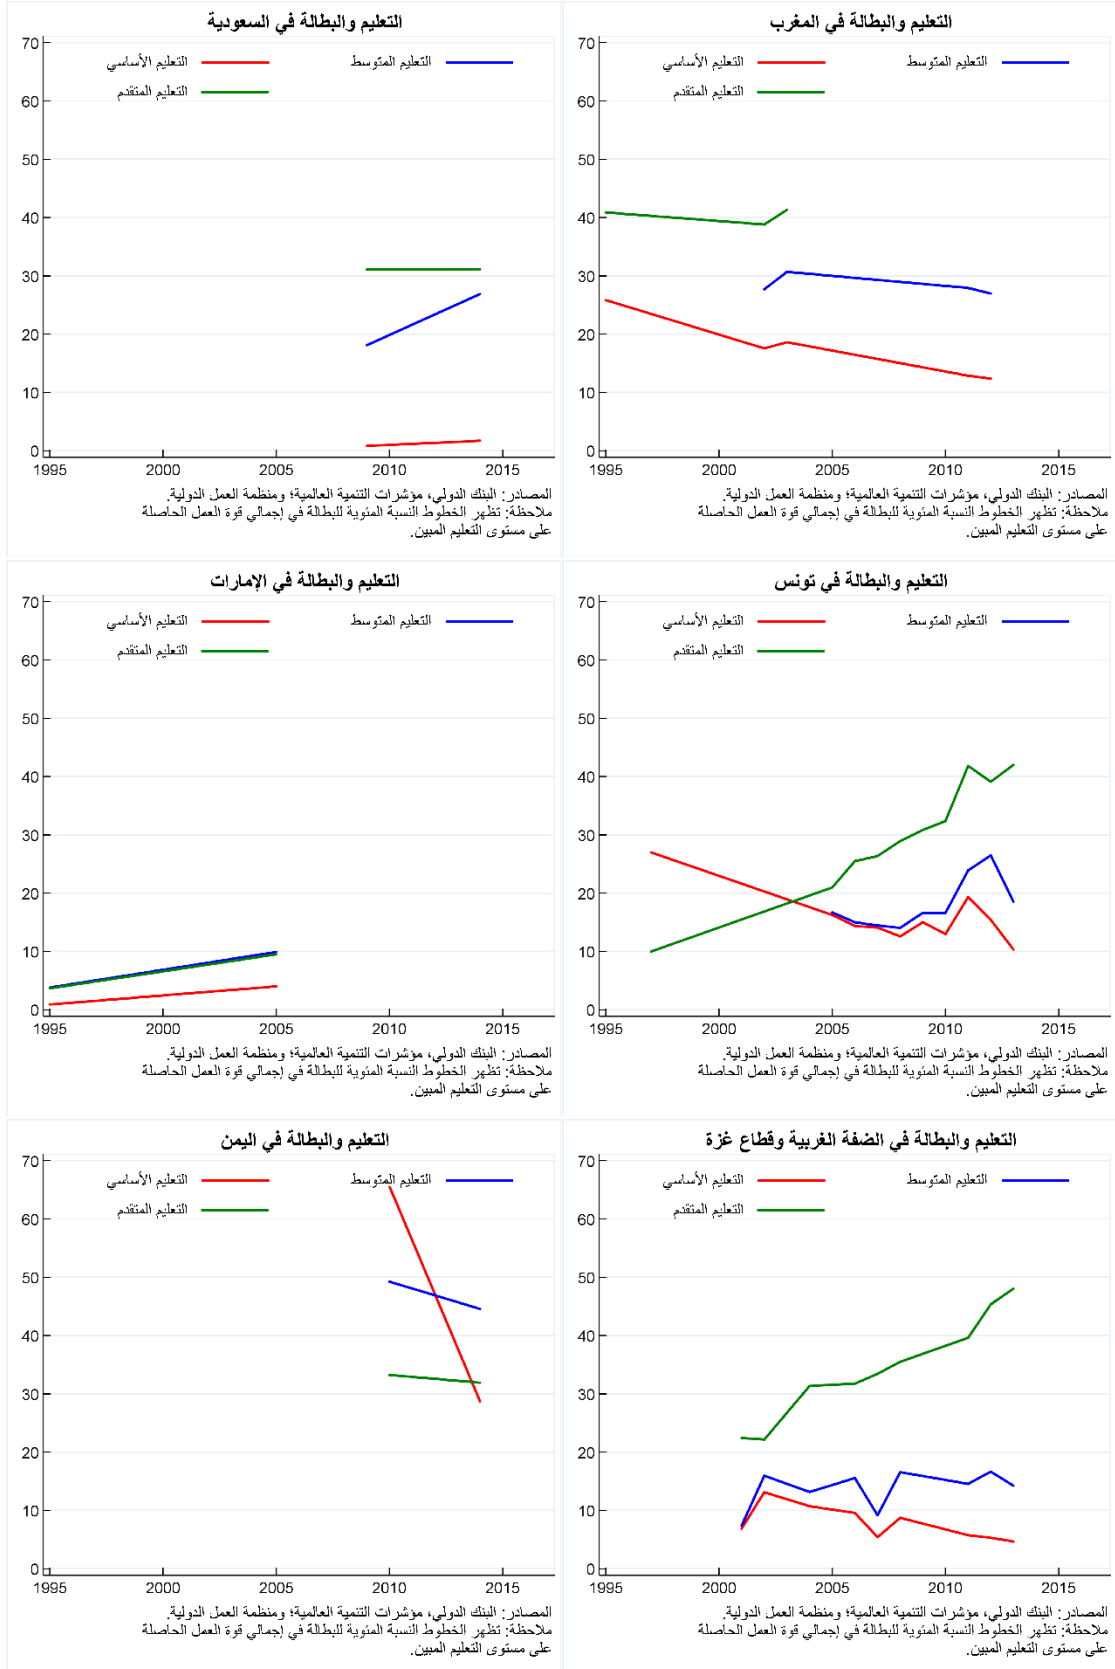 التعليم والبطالة في المغرب
70
التعليم الأساسي
التعليم المتوسط
التعليم المتقدم
60
50
40
30
20
10
0
1995 2000 2005 2010 2015
المصادر: البنك الدولي، مؤشرات التنمية العالمية؛ ومنظمة العمل الدولية.
ملاحظة: تظهر الخطوط النسبة المئوية للبطالة في إجمالي قوة العمل الحاصلة
على مستوى التعليم المبين.
التعليم والبطالة في السعودية
70
التعليم الأساسي
التعليم المتوسط
التعليم المتقدم
60
50
40
30
20
10
0
1995 2000 2005 2010 2015
المصادر: البنك الدولي، مؤشرات التنمية العالمية؛ ومنظمة العمل الدولية.
ملاحظة: تظهر الخطوط النسبة المئوية للبطالة في إجمالي قوة العمل الحاصلة
على مستوى التعليم المبين.
التعليم والبطالة في تونس
70
التعليم الأساسي
التعليم المتوسط
التعليم المتقدم
60
50
40
30
20
10
0
1995 2000 2005 2010 2015
المصادر: البنك الدولي، مؤشرات التنمية العالمية؛ ومنظمة العمل الدولية.
ملاحظة: تظهر الخطوط النسبة المئوية للبطالة في إجمالي قوة العمل الحاصلة
على مستوى التعليم المبين.
التعليم والبطالة في الإمارات
70
التعليم الأساسي
التعليم المتوسط
التعليم المتقدم
60
50
40
30
20
10
0
1995 2000 2005 2010 2015
المصادر: البنك الدولي، مؤشرات التنمية العالمية؛ ومنظمة العمل الدولية.
ملاحظة: تظهر الخطوط النسبة المئوية للبطالة في إجمالي قوة العمل الحاصلة
على مستوى التعليم المبين.
التعليم والبطالة في الضفة الغربية وقطاع غزة
70
التعليم الأساسي
التعليم المتوسط
التعليم المتقدم
60
50
40
30
20
10
0
1995 2000 2005 2010 2015
المصادر: البنك الدولي، مؤشرات التنمية العالمية؛ ومنظمة العمل الدولية.
ملاحظة: تظهر الخطوط النسبة المئوية للبطالة في إجمالي قوة العمل الحاصلة
على مستوى التعليم المبين.
التعليم والبطالة في اليمن
70
التعليم الأساسي
التعليم المتوسط
التعليم المتقدم
60
50
40
30
20
10
0
1995 2000 2005 2010 2015
المصادر: البنك الدولي، مؤشرات التنمية العالمية؛ ومنظمة العمل الدولية.
ملاحظة: تظهر الخطوط النسبة المئوية للبطالة في إجمالي قوة العمل الحاصلة
على مستوى التعليم المبين.